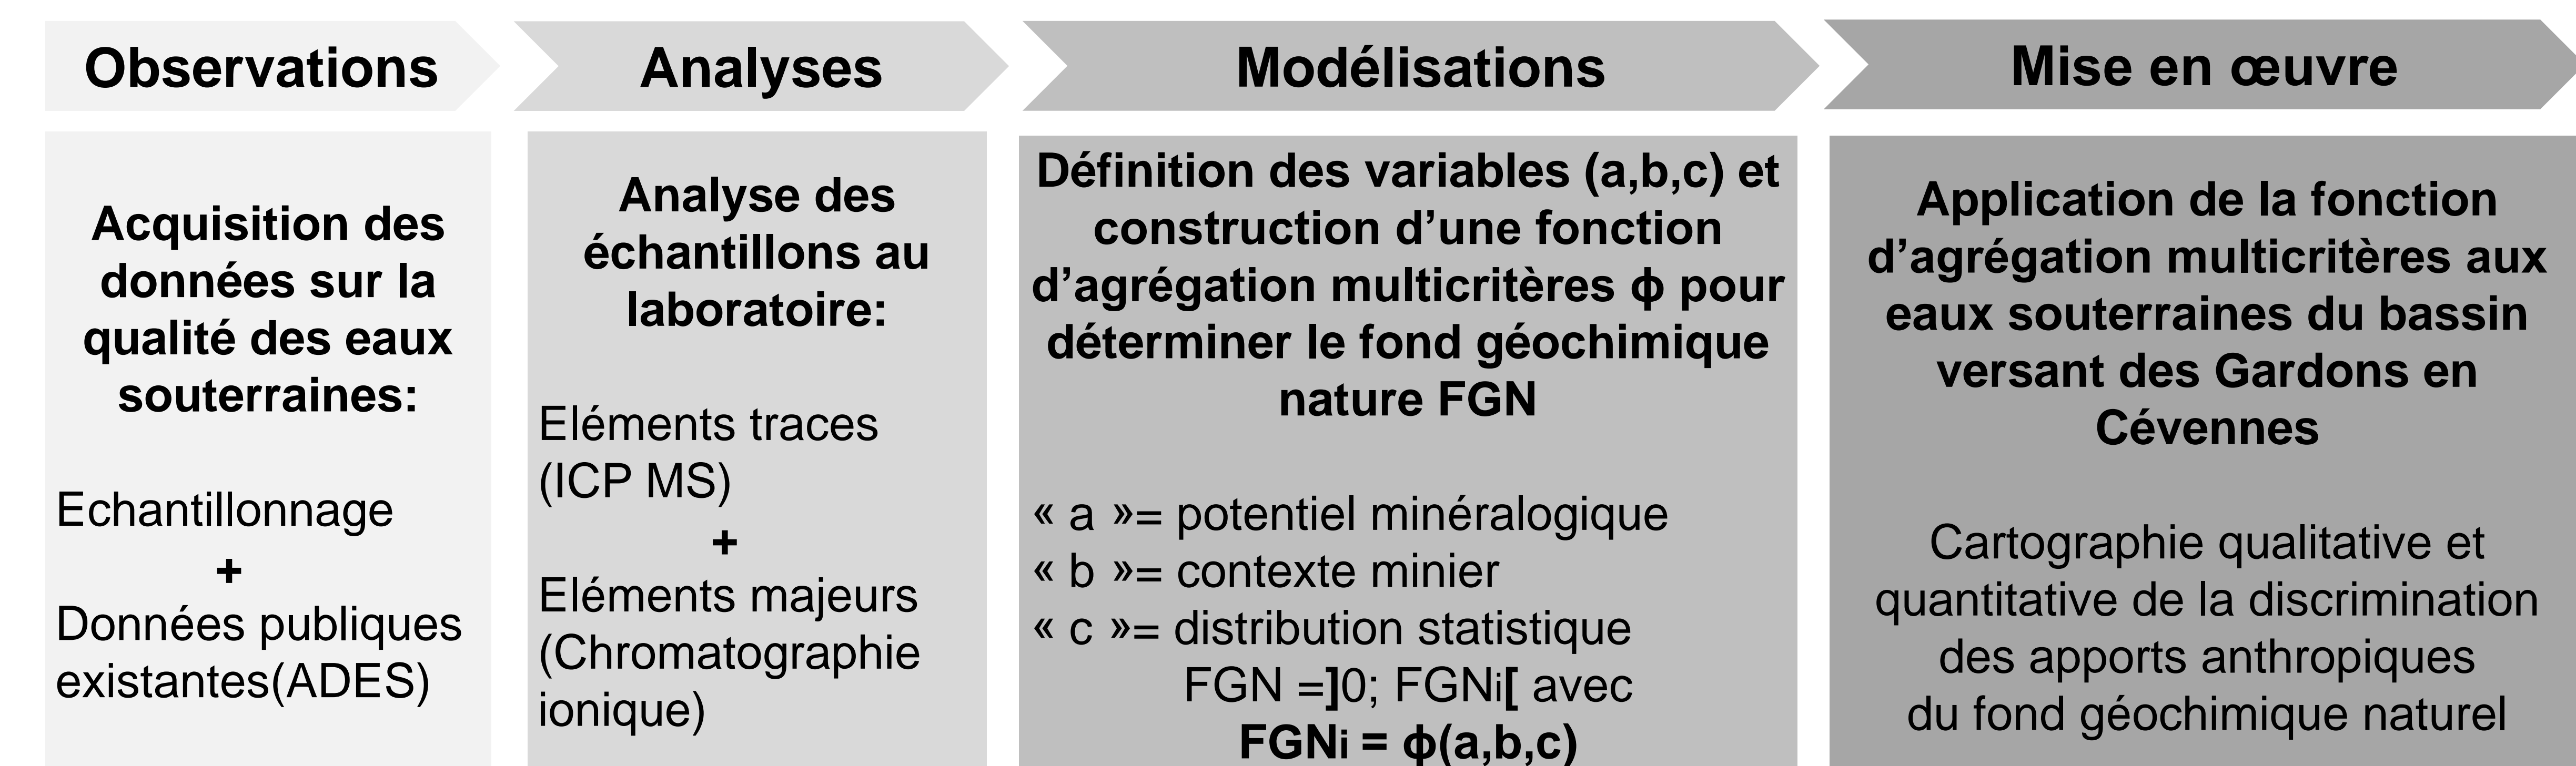 Observations
Acquisition des
données sur la
qualité des eaux
souterraines:
Echantillonnage
+
Données publiques
existantes(ADES)
Analyses
Analyse des
échantillons au
laboratoire:
Eléments traces
(ICP MS)
+
Eléments majeurs
(Chromatographie
ionique)
Modélisations
Définition des variables (a,b,c) et
construction d’une fonction
d’agrégation multicritères ϕ pour
déterminer le fond géochimique
nature FGN
« a »= potentiel minéralogique
« b »= contexte minier
« c »= distribution statistique
FGN =]0; FGNi[ avec
FGNi = ϕ(a,b,c)
Mise en œuvre
Application de la fonction
d’agrégation multicritères aux
eaux souterraines du bassin
versant des Gardons en
Cévennes
Cartographie qualitative et
quantitative de la discrimination
des apports anthropiques
du fond géochimique naturel